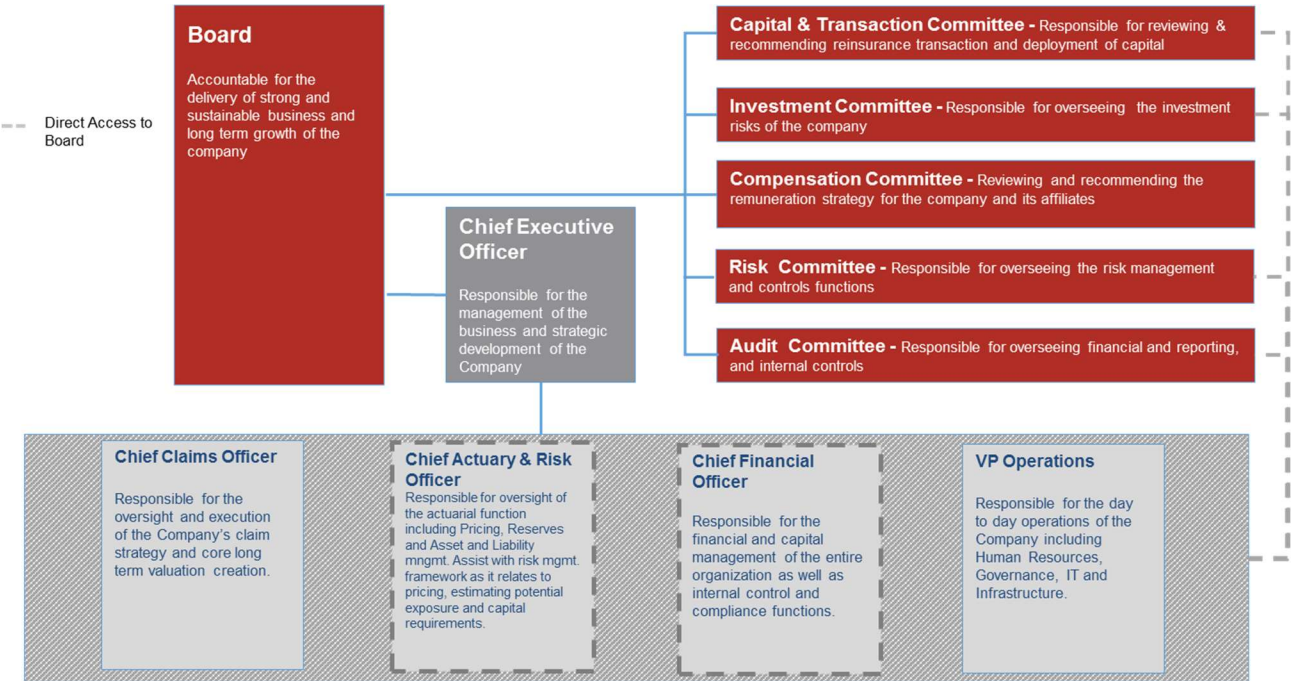 Direct Access to
Board
Board
Accountable for the
delivery of strong and
sustainable business and
long term growth of the
company
Chief Executive
Officer
Responsible for the
management of the
business and strategic
development of the
Company
Capital & Transaction Committee - Responsible for reviewing &
recommending reinsurance transaction and deployment of capital
Investment Committee - Responsible for overseeing the investment
risks of the company
Compensation Committee - Reviewing and recommending the
remuneration strategy for the company and its affiliates
Risk Committee - Responsible for overseeing the risk management
and controls functions
Audit Committee - Responsible for overseeing financial and reporting,
and internal controls
Chief Claims Officer
Responsible for the
oversight and execution
of the Company's claim
strategy and core long
term valuation creation.
Chief Actuary & Risk
Officer
Responsible for oversight of
the actuarial function
including Pricing, Reserves
and Asset and Liability
mngmt. Assist with risk mgmt.
framework as it relates to
pricing, estimating potential
exposure and capital
requirements.
Chief Financial
Officer
Responsible for the
financial and capital
management of the entire
organization as well as
internal control and
compliance functions.
VP Operations
Responsible for the day
to day operations of the
Company including
Human Resources,
Governance, IT and
Infrastructure.